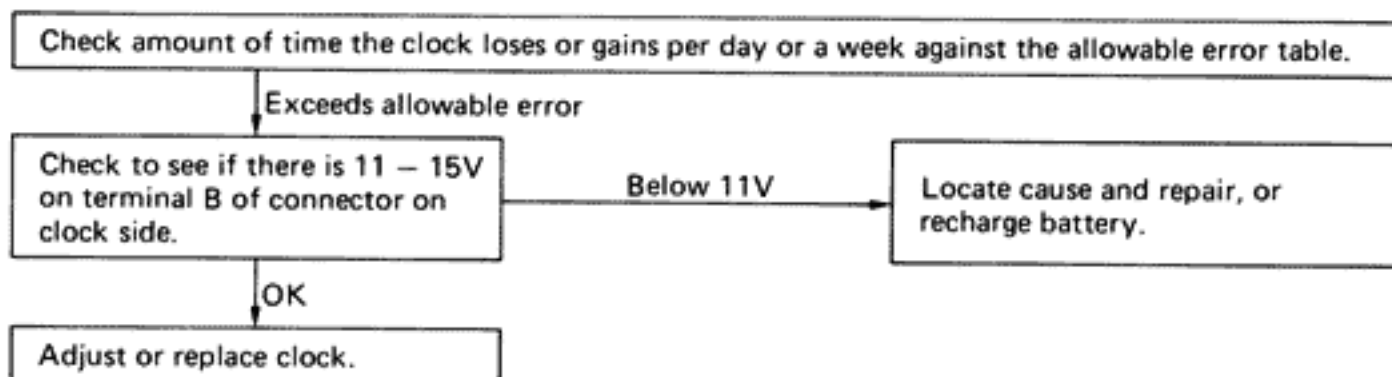 Check amount of time the clock loses or gains per day or a week against the allowable error table.
Exceeds allowable error
Check to see if there is 11 – 15V
on terminal B of connector on
clock side.
Below 11V
Locate cause and repair, or
recharge battery.
OK
Adjust or replace clock.